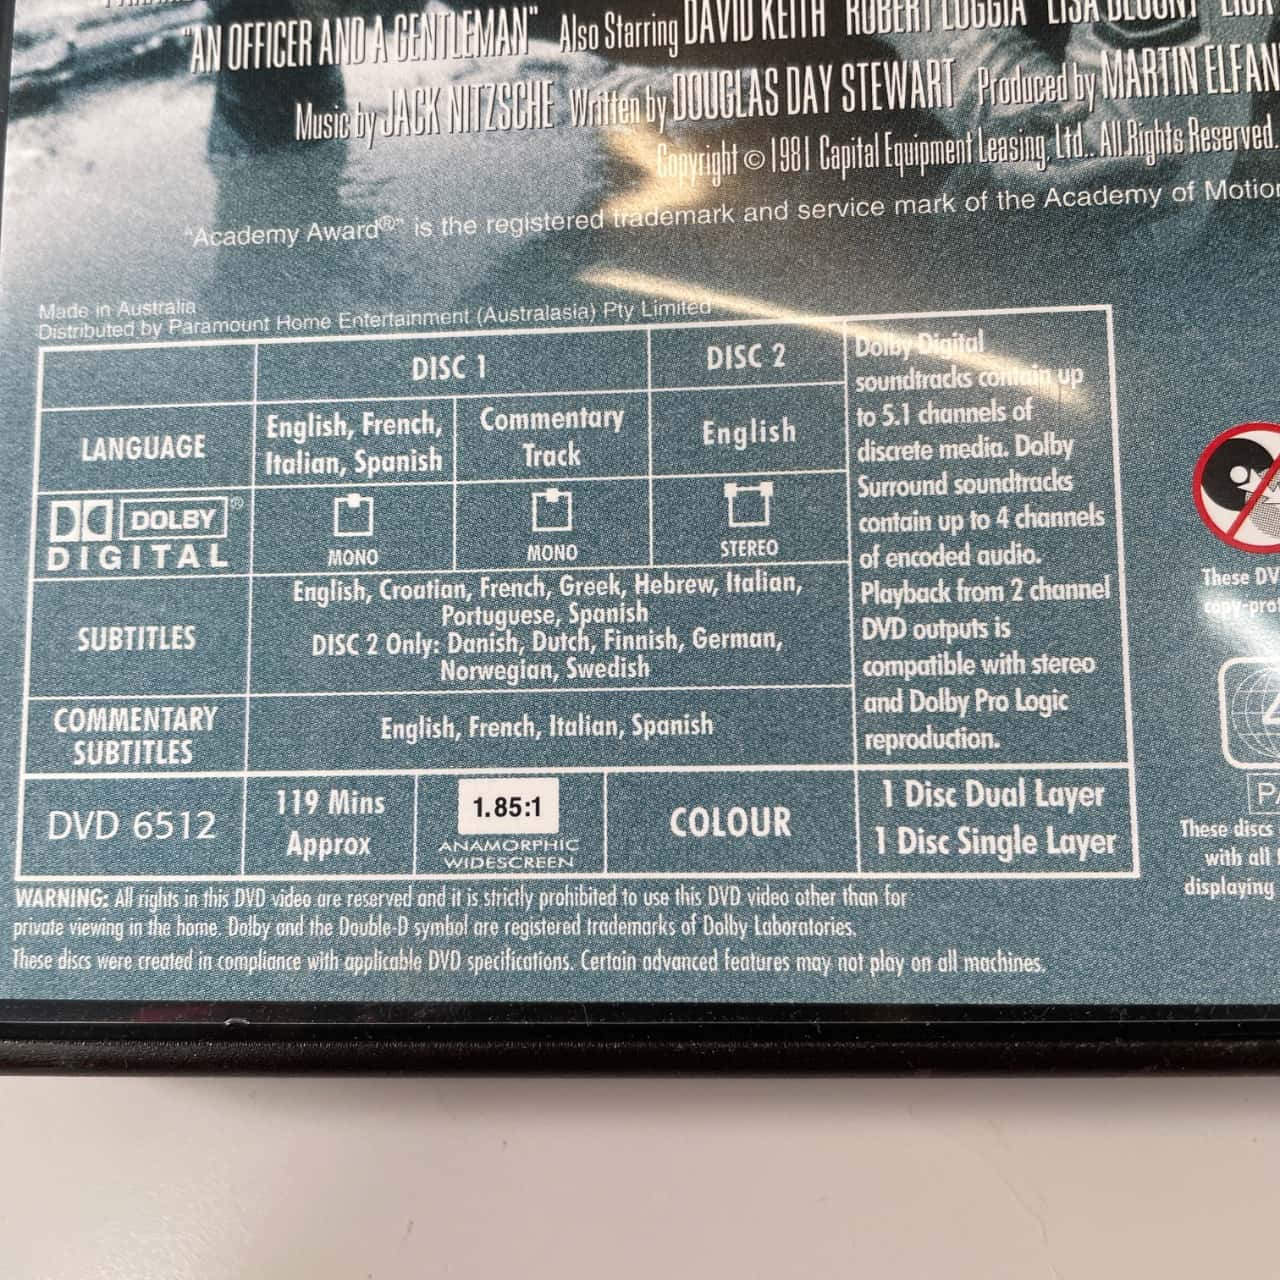 "AN OFFICER AND A GENTLEMAN" Also Starring DAVID KEITH ROBERT LOGGIA LISA BLOUNT
Music by JACK NITZSCHE Written by DOUGLAS DAY STEWART Produced by MARTIN ELFAN
Copyright © 1981 Capital Equipment Leasing, Ltd.. All Rights Reserved.
"Academy Award®" is the registered trademark and service mark of the Academy of Motion
Made in Australia
Distributed by Paramount Home Entertainment (Australasia) Pty Limited
DISC 1
DISC 2
LANGUAGE
English, French,
Italian, Spanish
Commentary
Track
English
DOLBY®
DIGITAL
MONO
MONO
STEREO
SUBTITLES
English, Croatian, French, Greek, Hebrew, Italian,
Portuguese, Spanish
DISC 2 Only: Danish, Dutch, Finnish, German,
Norwegian, Swedish
COMMENTARY
SUBTITLES
English, French, Italian, Spanish
Dolby Digital
soundtracks contain up
to 5.1 channels of
discrete media. Dolby
Surround soundtracks
contain up to 4 channels
of encoded audio.
Playback from 2 channel
DVD outputs is
compatible with stereo
and Dolby Pro Logic
reproduction.
DVD 6512
119 Mins
Approx
1.85:1
ANAMORPHIC
WIDESCREEN
COLOUR
1 Disc Dual Layer
1 Disc Single Layer
WARNING: All rights in this DVD video are reserved and it is strictly prohibited to use this DVD video other than for
private viewing in the home. Dolby and the Double-D symbol are registered trademarks of Dolby Laboratories.
These discs were created in compliance with applicable DVD specifications. Certain advanced features may not play on all machines.
These DV
copy-pro
4
PA
These discs
with all
displaying